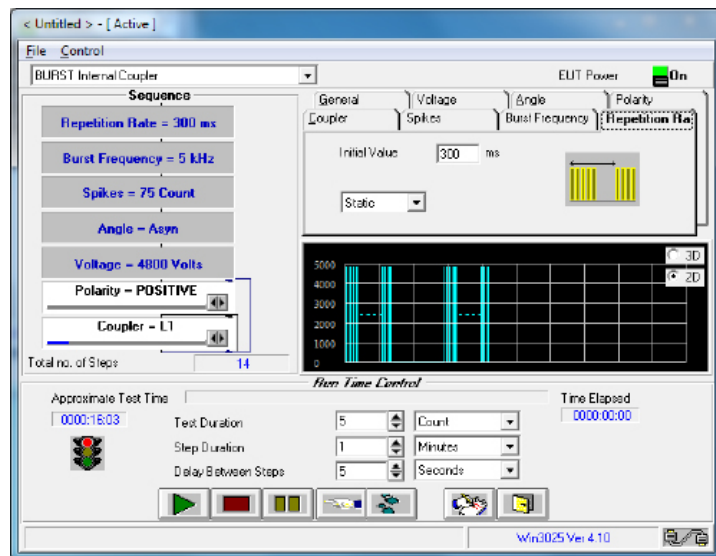 < Untitled > - [ Active ]
File Control
BURST Internal Coupler
EUT Power
On
Sequence
Repetition Rate = 300 ms
Burst Frequency = 5 kHz
Spikes = 75 Count
Angle = Asyn
Voltage = 4800 Volts
Polarity = POSITIVE
Coupler = L1
Total no. of Steps 14
General Voltage Angle Polarity
Coupler Spikes Burst Frequency Repetition Ra
Initial Value 300 ms
Static
3D
2D
5000
4000
3000
2000
1000
0
Run Time Control
Approximate Test Time
0000:16:03
Time Elapsed
0000:00:00
Test Duration 5 Count
Step Duration 1 Minutes
Delay Between Steps 5 Seconds
Win3025 Ver 4.10